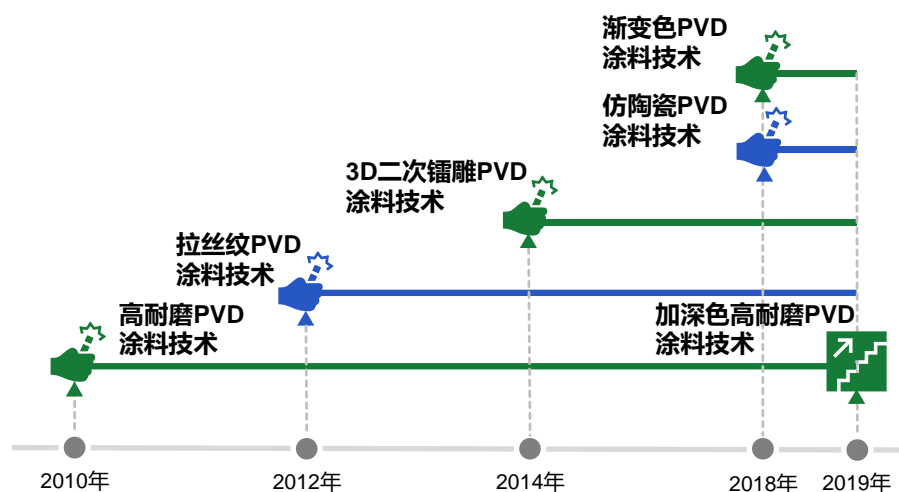 渐变色PVD
涂料技术
仿陶瓷PVD
涂料技术
3D二次镭雕PVD
涂料技术
拉丝纹PVD
涂料技术
高耐磨PVD
涂料技术
加深色高耐磨PVD
涂料技术
2010年
2012年
2014年
2018年
2019年